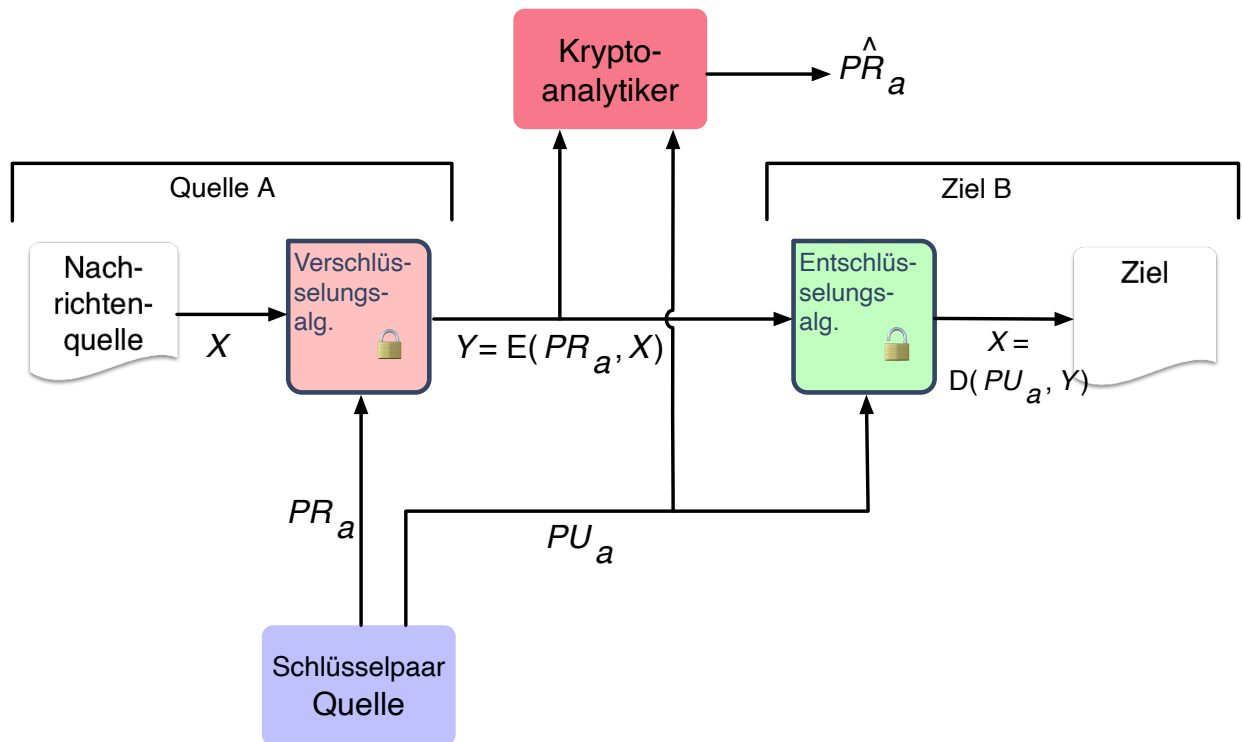 Krypto-
analytiker
^
PR a
Quelle A
Ziel B
Nach-
richten-
quelle
X
Verschlüs-
selungs-
alg.
Y = E( PR a , X)
Entschlüs-
selungs-
alg.
X =
D( PU a , Y)
Ziel
PR a
PU a
Schlüsselpaar
Quelle